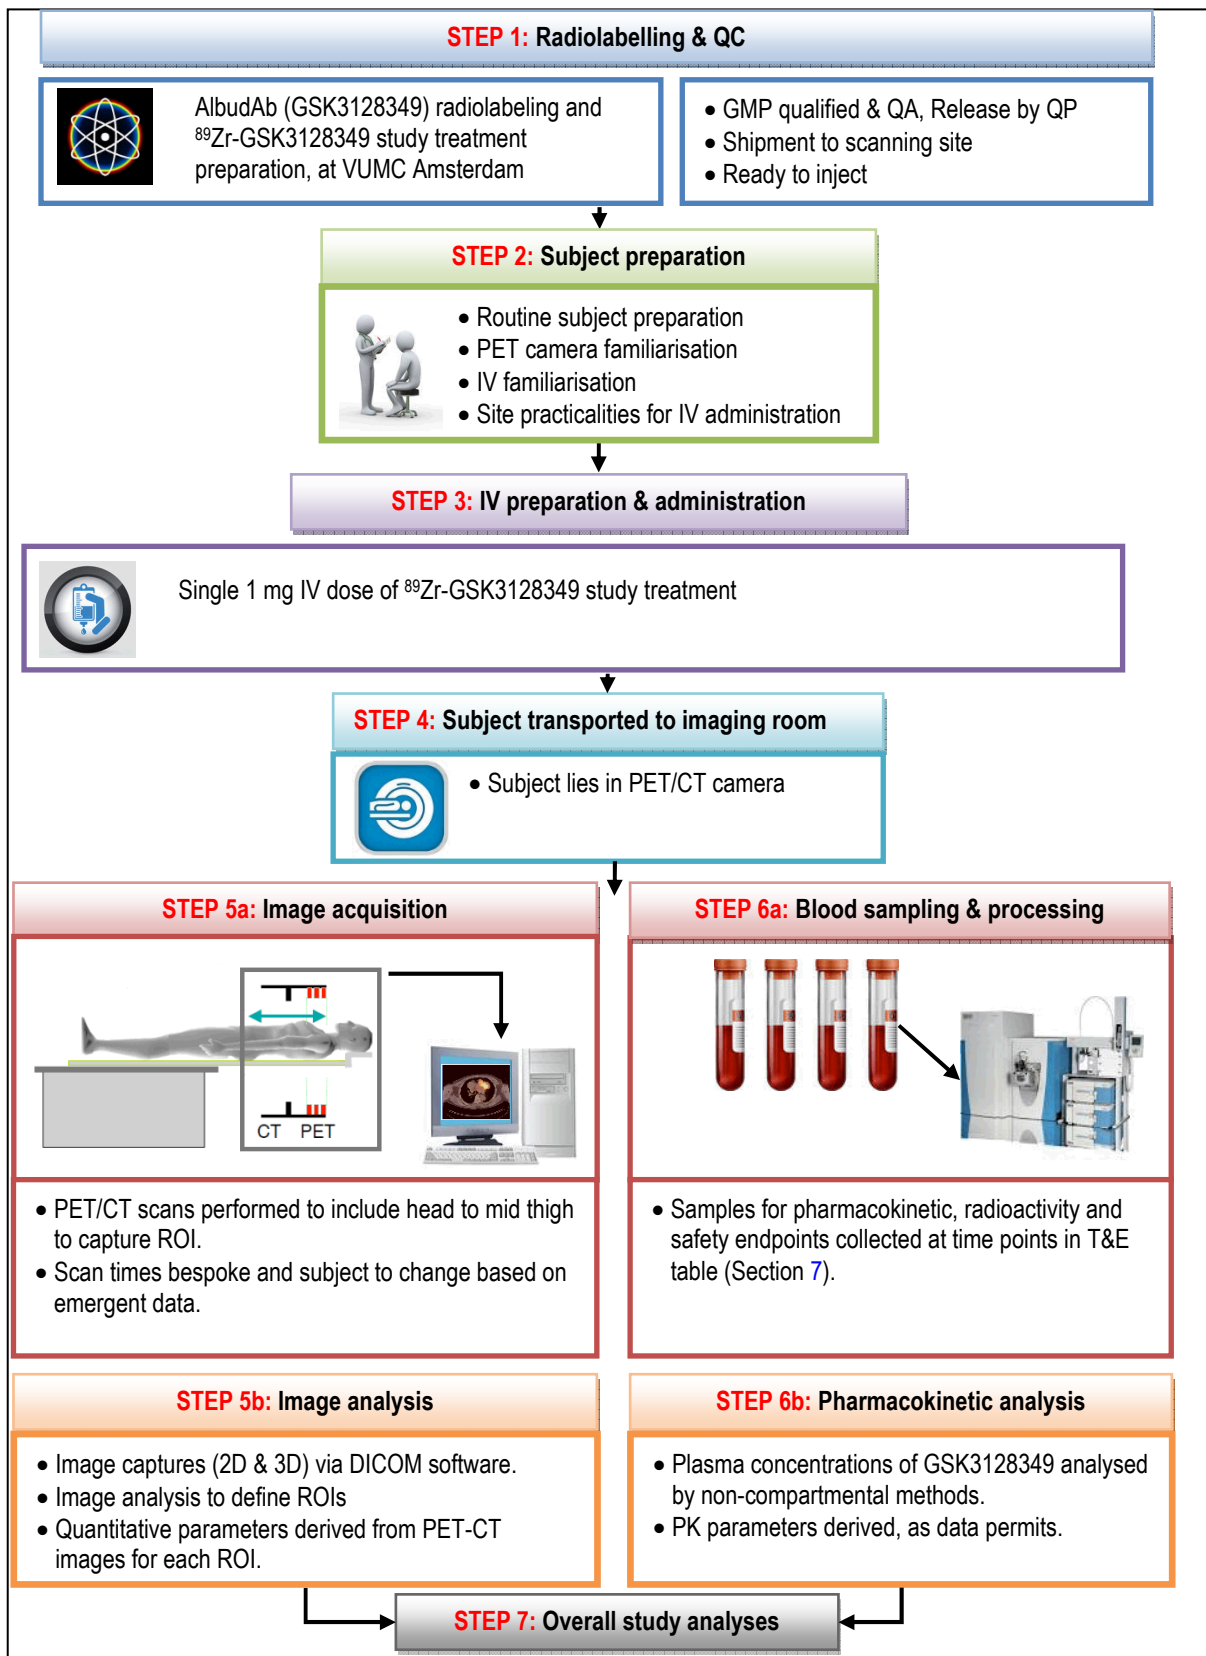 STEP 1: Radiolabelling & QC
AlbudAb (GSK3128349) radiolabeling and
⁸⁹Zr-GSK3128349 study treatment
preparation, at VUMC Amsterdam
• GMP qualified & QA, Release by QP
• Shipment to scanning site
• Ready to inject
STEP 2: Subject preparation
• Routine subject preparation
• PET camera familiarisation
• IV familiarisation
• Site practicalities for IV administration
STEP 3: IV preparation & administration
Single 1 mg IV dose of ⁸⁹Zr-GSK3128349 study treatment
STEP 4: Subject transported to imaging room
• Subject lies in PET/CT camera
STEP 5a: Image acquisition
CT PET
• PET/CT scans performed to include head to mid thigh
to capture ROI.
• Scan times bespoke and subject to change based on
emergent data.
STEP 6a: Blood sampling & processing
• Samples for pharmacokinetic, radioactivity and
safety endpoints collected at time points in T&E
table (Section 7).
STEP 5b: Image analysis
• Image captures (2D & 3D) via DICOM software.
• Image analysis to define ROIs
• Quantitative parameters derived from PET-CT
images for each ROI.
STEP 6b: Pharmacokinetic analysis
• Plasma concentrations of GSK3128349 analysed
by non-compartmental methods.
• PK parameters derived, as data permits.
STEP 7: Overall study analyses